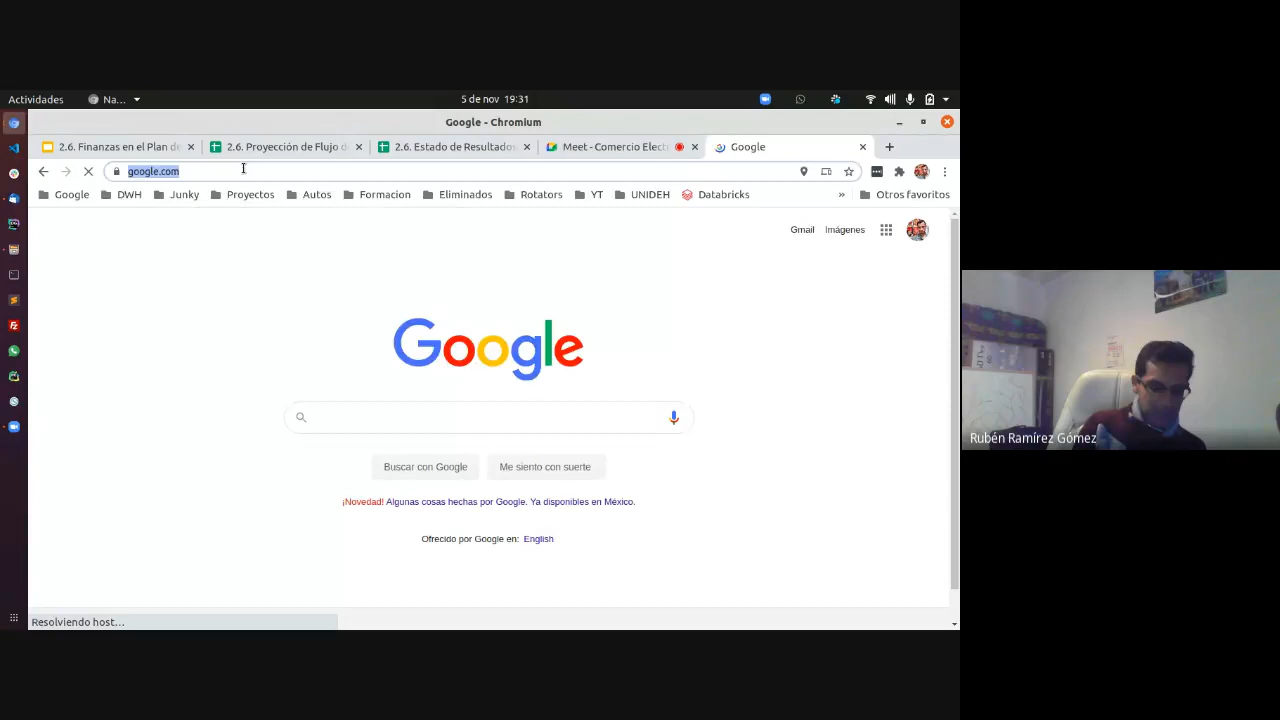 Actividades
Na...
5 de nov 19:31
Google - Chromium
2.6. Finanzas en el Plan de
2.6. Proyección de Flujo d
2.6. Estado de Resultados
Meet - Comercio Elect
Google
google.com
Google
DWH
Junky
Proyectos
Autos
Formacion
Eliminados
Rotators
YT
UNIDEH
Databricks
»
Otros favoritos
Gmail
Imágenes
Google
Buscar con Google
Me siento con suerte
¡Novedad! Algunas cosas hechas por Google. Ya disponibles en México.
Ofrecido por Google en: English
Resolviendo host...
Rubén Ramírez Gómez